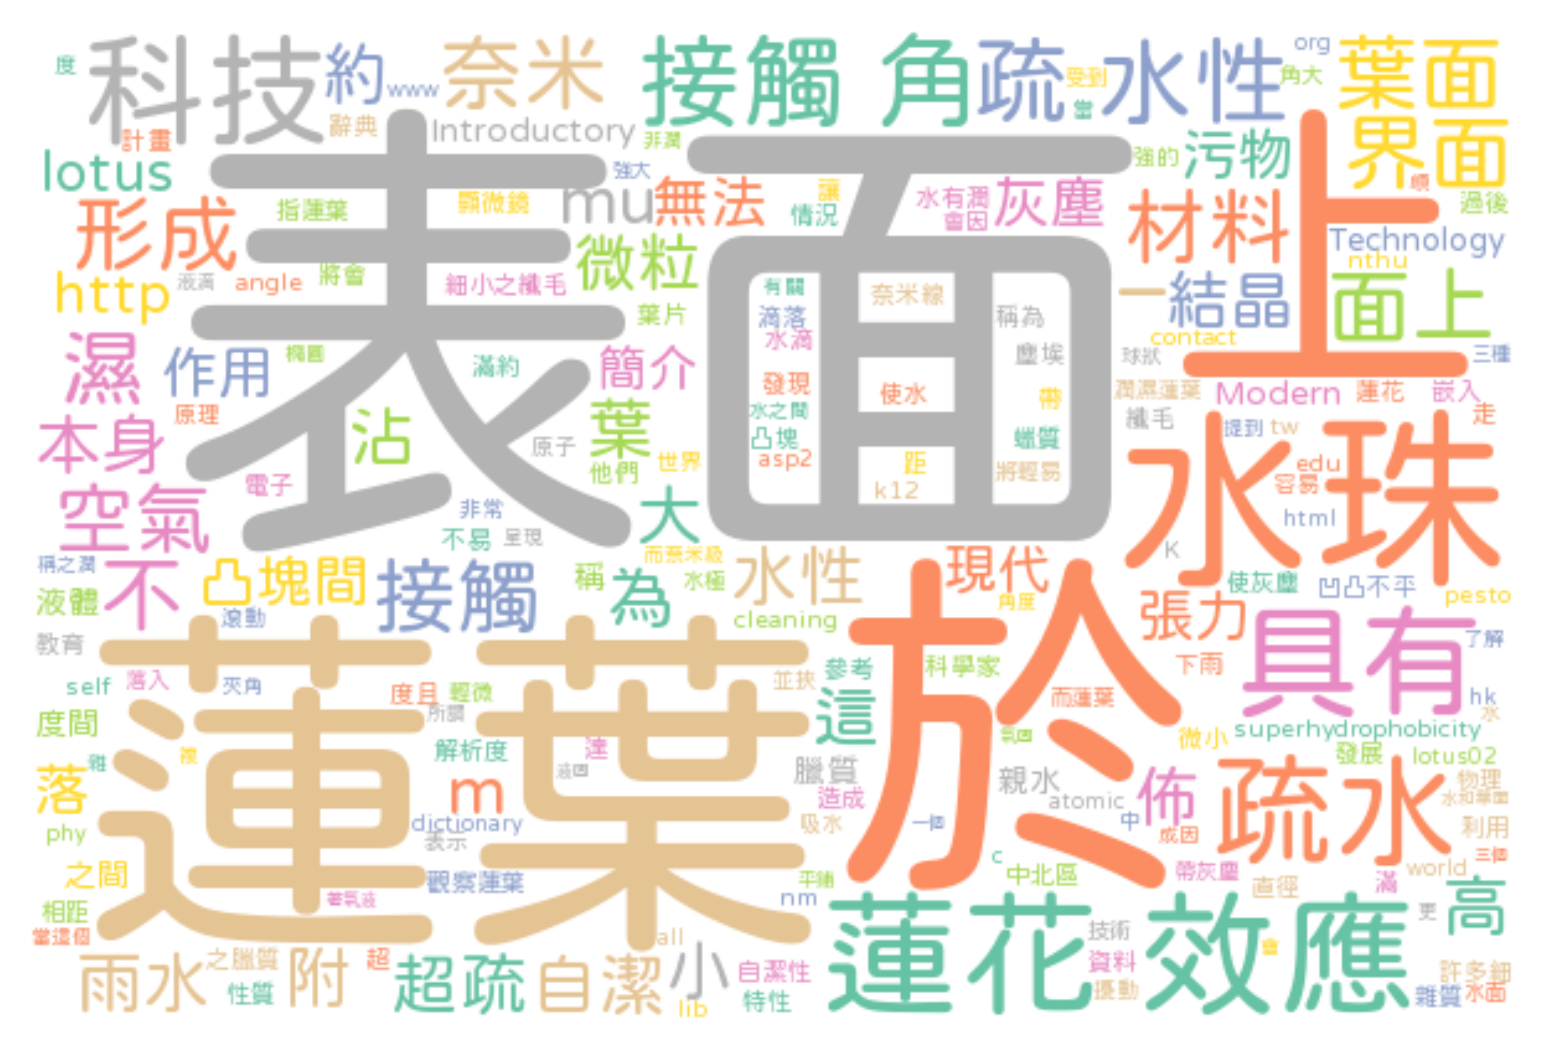 度
科技
約
www
奈米
接觸 角
疏
受到
水性
org
角大
葉面
計畫
辭典
Introductory
非潤
當
強的
污物
界面
lotus
表面
強大
上
形成
指蓮葉
顯微鏡
mu
無法
讓
情況
水有潤
會因
灰塵
材料
過後
Technology
nthu
http
液滴
angle
將會
細小之纖毛
微粒
葉片
有關
滴落
水滴
奈米線
稱為
塵埃
一
結晶
面上
contact
濕
作用
橢圓
滿約
簡介
發現
使水
帶
球狀
三種
潤濕蓮葉
Modern
蓮花
嵌入
原理
本身
沾
原子
葉
他們
世界
水之間
凸塊
asp2
距
k12
蠟質
將輕易
纖毛
提到
tw
走
水珠
edu
容易
html
K
電子
空氣
非常
不易
呈現
大
而奈米級
稱之潤
不
凸塊間
接觸
稱
為
水極
水性
現代
角度
使灰塵
凹凸不平
pesto
液體
滾動
cleaning
於
張力
具有
了解
教育
蓮葉
self
落入
夾角
度且
輕微
所謂
並挾
參考
科學家
下雨
而蓮葉
hk
水
度間
解析度
達
這
微小
superhydrophobicity
發展
lotus02
雜
落
液固
m
造成
臘質
親水
atomic
佈
疏水
物理
phy
dictionary
表示
吸水
一個
中
成因
利用
之間
觀察蓮葉
平鋪
c
中北區
帶灰塵
直徑
滿
world
三個
相距
nm
蓮花效應
更
高
當這個
all
技術
會
雨水
之臘質
性質
附
超
超疏
自潔
小
lib
自潔性
特性
資料
擾動
許多細
雜質
水面